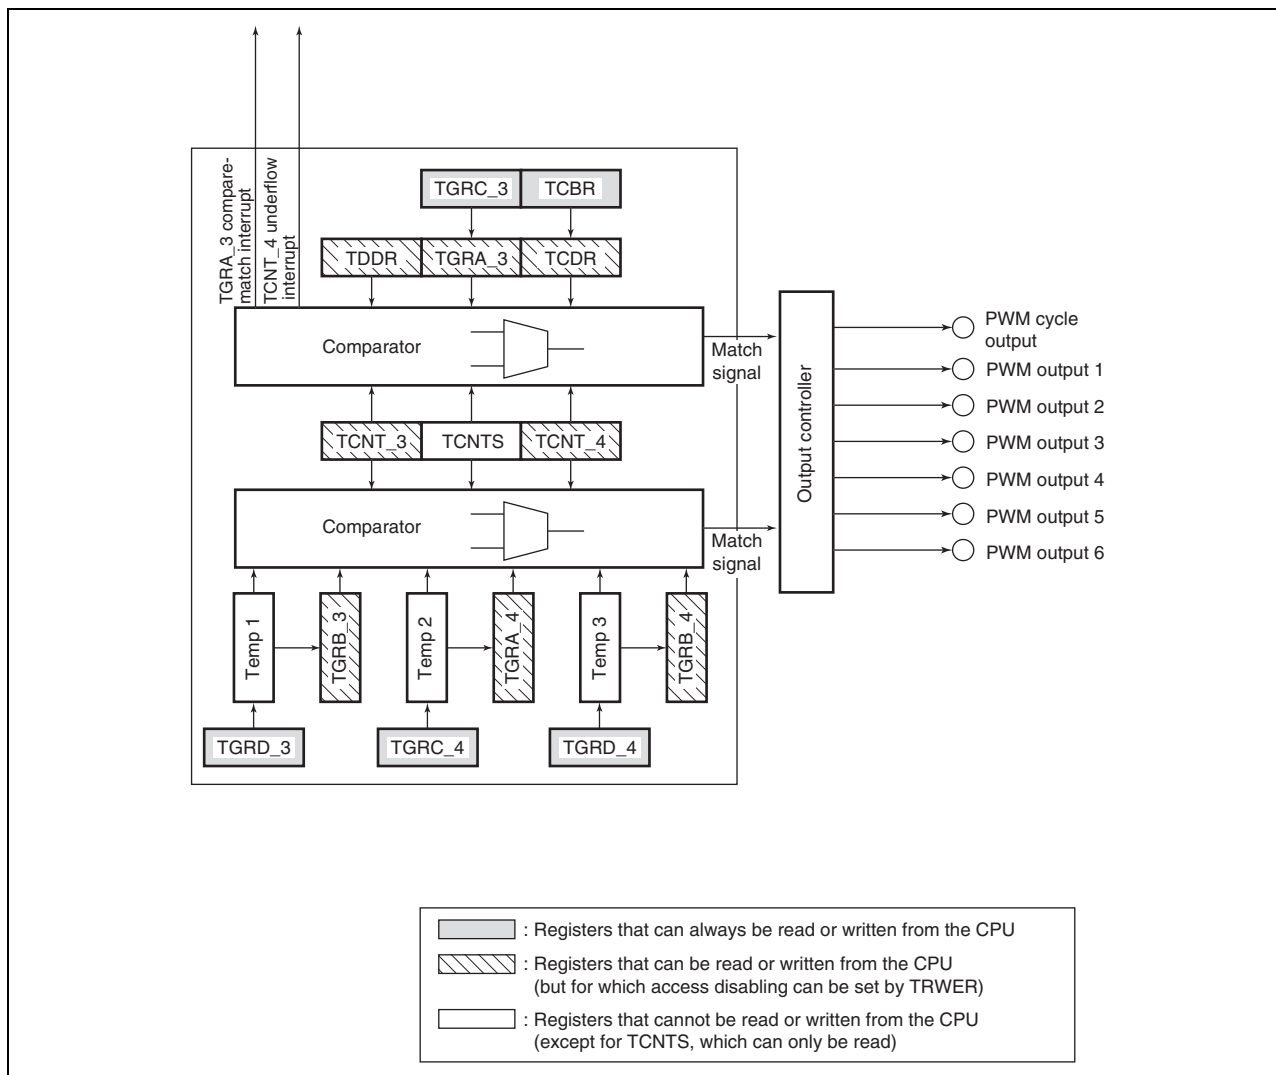 TGRA_3 compare-
match interrupt
TCNT_4 underflow
interrupt
TGRC_3
TCBR
TDDR
TGRA_3
TCDR
Comparator
Match
signal
TCNT_3
TCNTS
TCNT_4
Comparator
Match
signal
Temp 1
TGRB_3
Temp 2
TGRA_4
Temp 3
TGRB_4
TGRD_3
TGRC_4
TGRD_4
Output controller
PWM cycle
output
PWM output 1
PWM output 2
PWM output 3
PWM output 4
PWM output 5
PWM output 6
: Registers that can always be read or written from the CPU
: Registers that can be read or written from the CPU
(but for which access disabling can be set by TRWER)
: Registers that cannot be read or written from the CPU
(except for TCNTS, which can only be read)